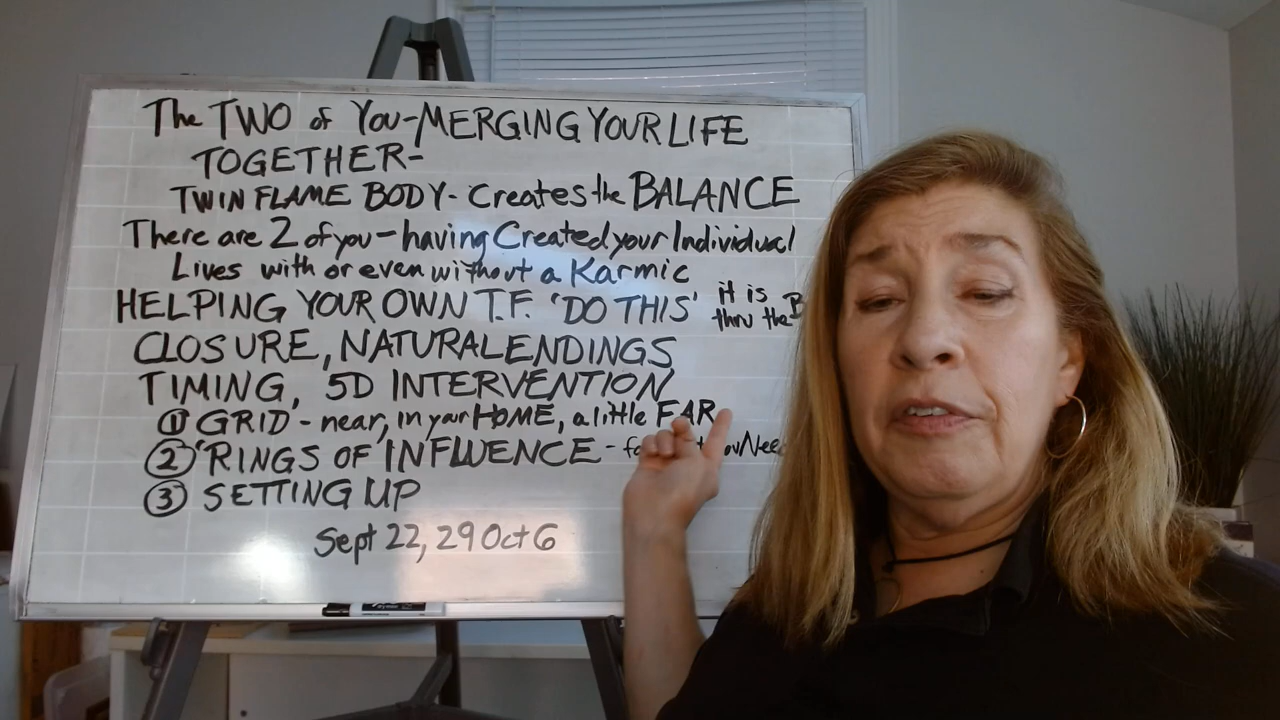 The TWO of You-MERGING YOUR LIFE
TOGETHER-
TWIN FLAME BODY- Creates the BALANCE
There are 2 of you-having Created your Individual
Lives with or even without a Karmic
HELPING YOUR OWN T.F. 'DO THIS' it is
thru the B
CLOSURE, NATURAL ENDINGS
TIMING, 5D INTERVENTION
① GRID - near, in your HOME, a little FAR
② 'RINGS OF INFLUENCE -
③ SETTING UP
Sept 22, 29 Oct 6